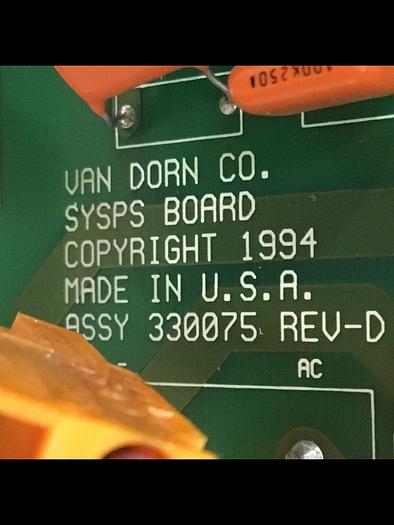 VAN DORN CO.
SYSPS BOARD
COPYRIGHT 1994
MADE IN U.S.A.
ASSY 330075 REV-D
AC